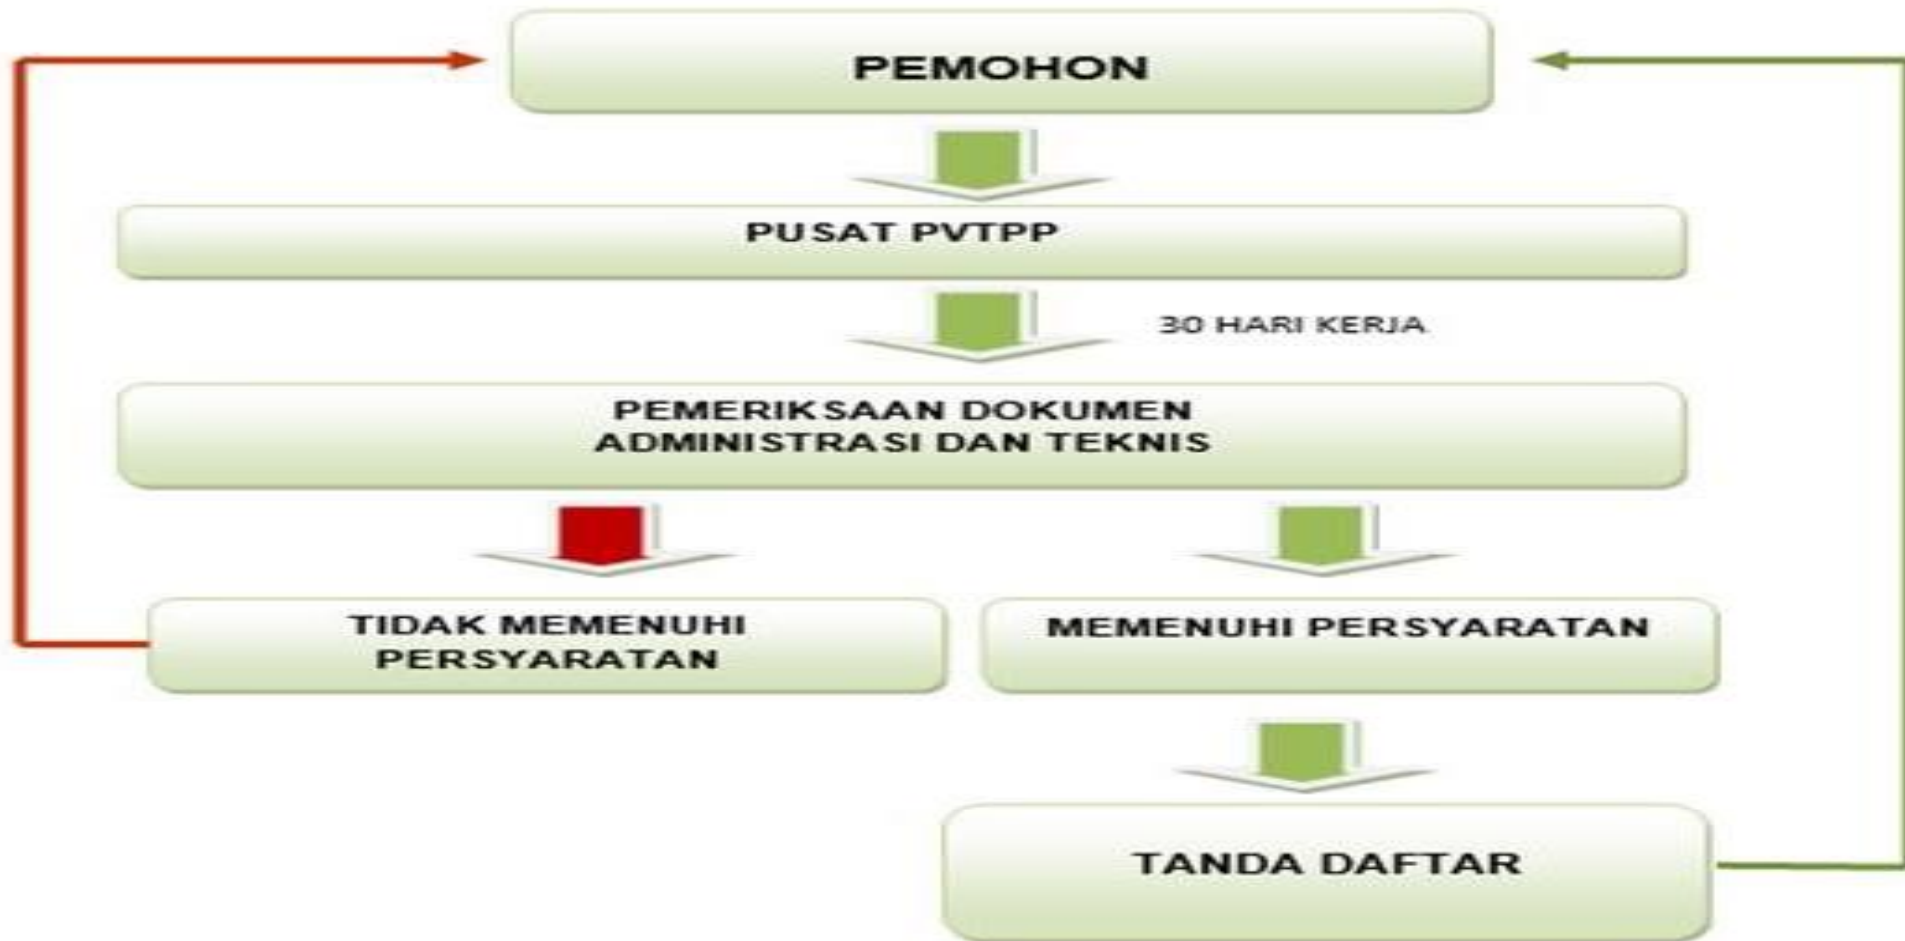 PEMOHON
PUSAT PVTPP
30 HARI KERJA
PEMERIKSAAN DOKUMEN
ADMINISTRASI DAN TEKNIS
TIDAK MEMENUHI
PERSYARATAN
MEMENUHI PERSYARATAN
TANDA DAFTAR